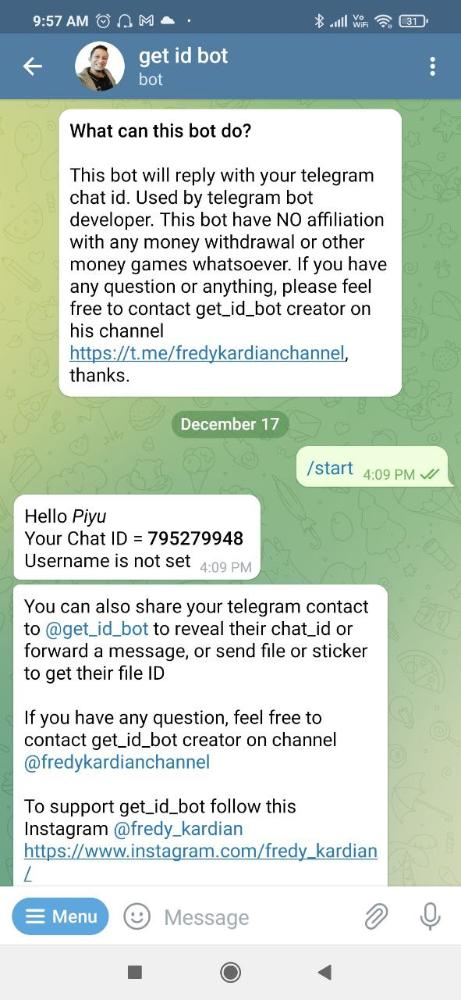 9:57 AM
Vo
WiFi
31
get id bot
bot
What can this bot do?
This bot will reply with your telegram
chat id. Used by telegram bot
developer. This bot have NO affiliation
with any money withdrawal or other
money games whatsoever. If you have
any question or anything, please feel
free to contact get_id_bot creator on
his channel
https://t.me/fredykardianchannel,
thanks.
December 17
/start 4:09 PM
Hello Piyu
Your Chat ID = 795279948
Username is not set 4:09 PM
You can also share your telegram contact
to @get_id_bot to reveal their chat_id or
forward a message, or send file or sticker
to get their file ID
If you have any question, feel free to
contact get_id_bot creator on channel
@fredykardianchannel
To support get_id_bot follow this
Instagram @fredy_kardian
https://www.instagram.com/fredy_kardian
/
Menu
Message